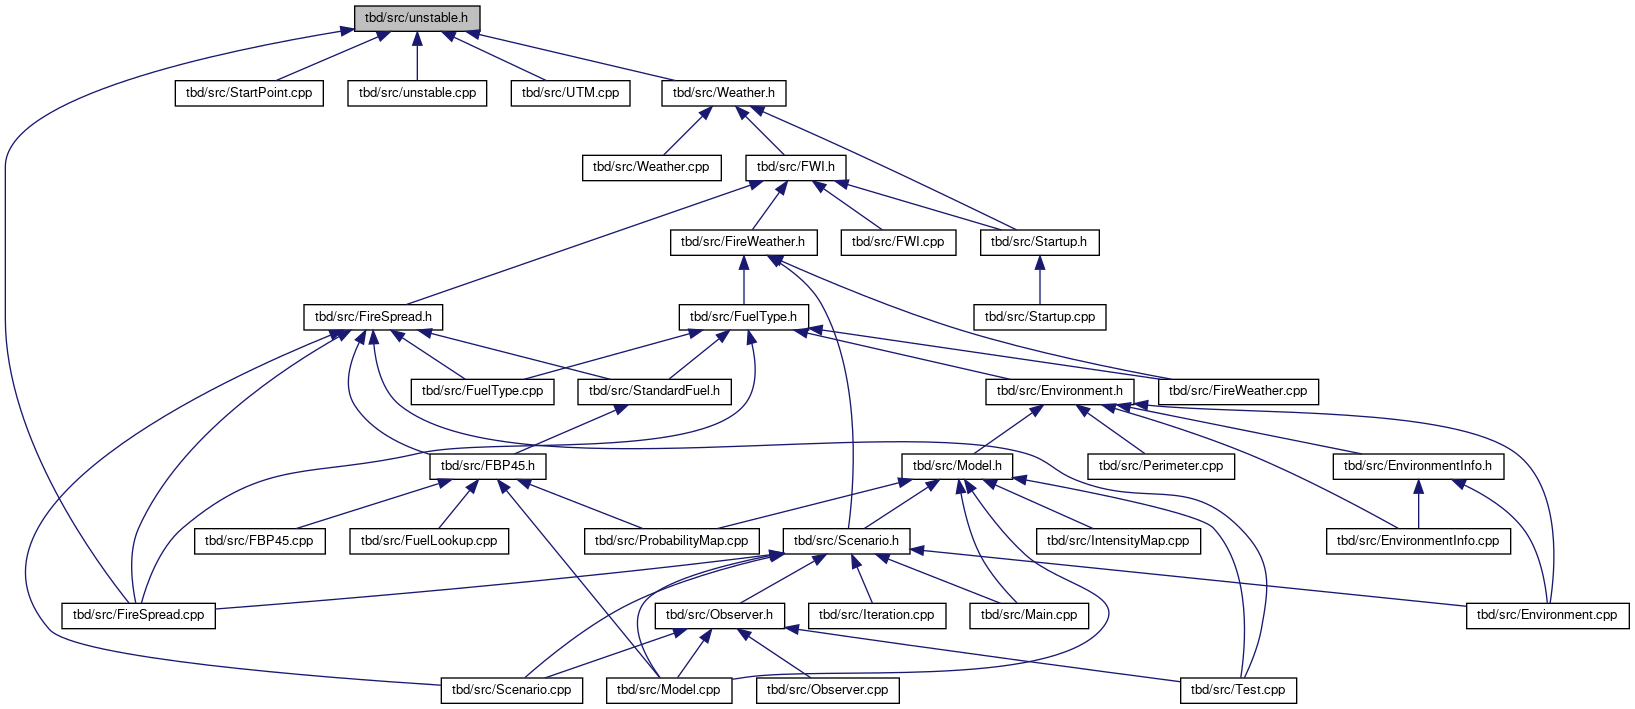 tbd/src/unstable.h
tbd/src/StartPoint.cpp
tbd/src/unstable.cpp
tbd/src/UTM.cpp
tbd/src/Weather.h
tbd/src/Weather.cpp
tbd/src/FWI.h
tbd/src/FireWeather.h
tbd/src/FWI.cpp
tbd/src/Startup.h
tbd/src/FireSpread.h
tbd/src/FuelType.h
tbd/src/Startup.cpp
tbd/src/FuelType.cpp
tbd/src/StandardFuel.h
tbd/src/Environment.h
tbd/src/FireWeather.cpp
tbd/src/FBP45.h
tbd/src/Model.h
tbd/src/Perimeter.cpp
tbd/src/EnvironmentInfo.h
tbd/src/FBP45.cpp
tbd/src/FuelLookup.cpp
tbd/src/ProbabilityMap.cpp
tbd/src/Scenario.h
tbd/src/IntensityMap.cpp
tbd/src/EnvironmentInfo.cpp
tbd/src/FireSpread.cpp
tbd/src/Observer.h
tbd/src/Iteration.cpp
tbd/src/Main.cpp
tbd/src/Environment.cpp
tbd/src/Scenario.cpp
tbd/src/Model.cpp
tbd/src/Observer.cpp
tbd/src/Test.cpp